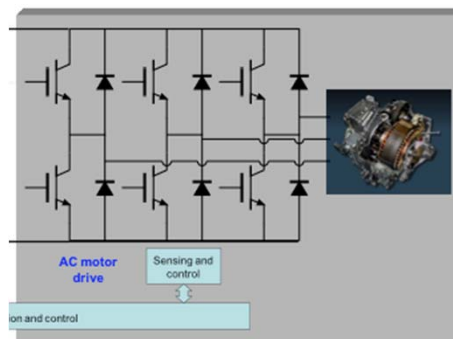 AC motor
drive
Sensing and
control
ion and control